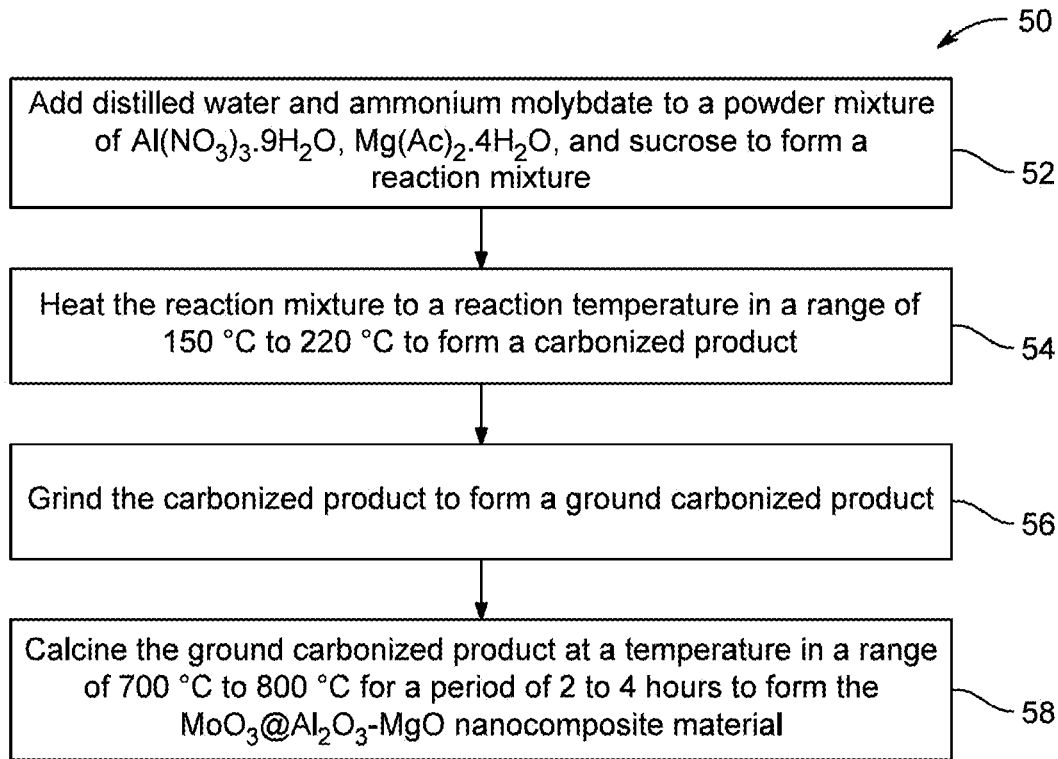 50
Add distilled water and ammonium molybdate to a powder mixture
of Al(NO₃)₃.9H₂O, Mg(Ac)₂.4H₂O, and sucrose to form a
reaction mixture
52
Heat the reaction mixture to a reaction temperature in a range of
150 °C to 220 °C to form a carbonized product
54
Grind the carbonized product to form a ground carbonized product
56
Calcine the ground carbonized product at a temperature in a range
of 700 °C to 800 °C for a period of 2 to 4 hours to form the
MoO₃@Al₂O₃-MgO nanocomposite material
58